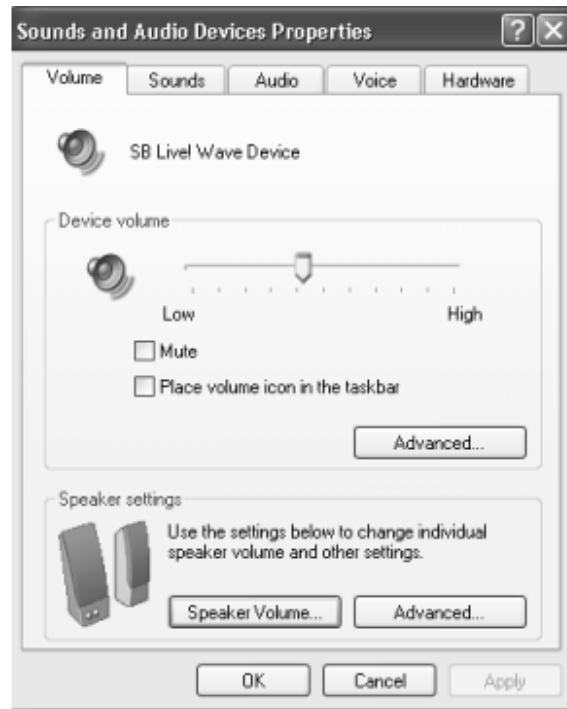 Sounds and Audio Devices Properties
Volume Sounds Audio Voice Hardware
SB Live! Wave Device
Device volume
Low High
Mute
Place volume icon in the taskbar
Advanced...
Speaker settings
Use the settings below to change individual
speaker volume and other settings.
Speaker Volume... Advanced...
OK Cancel Apply